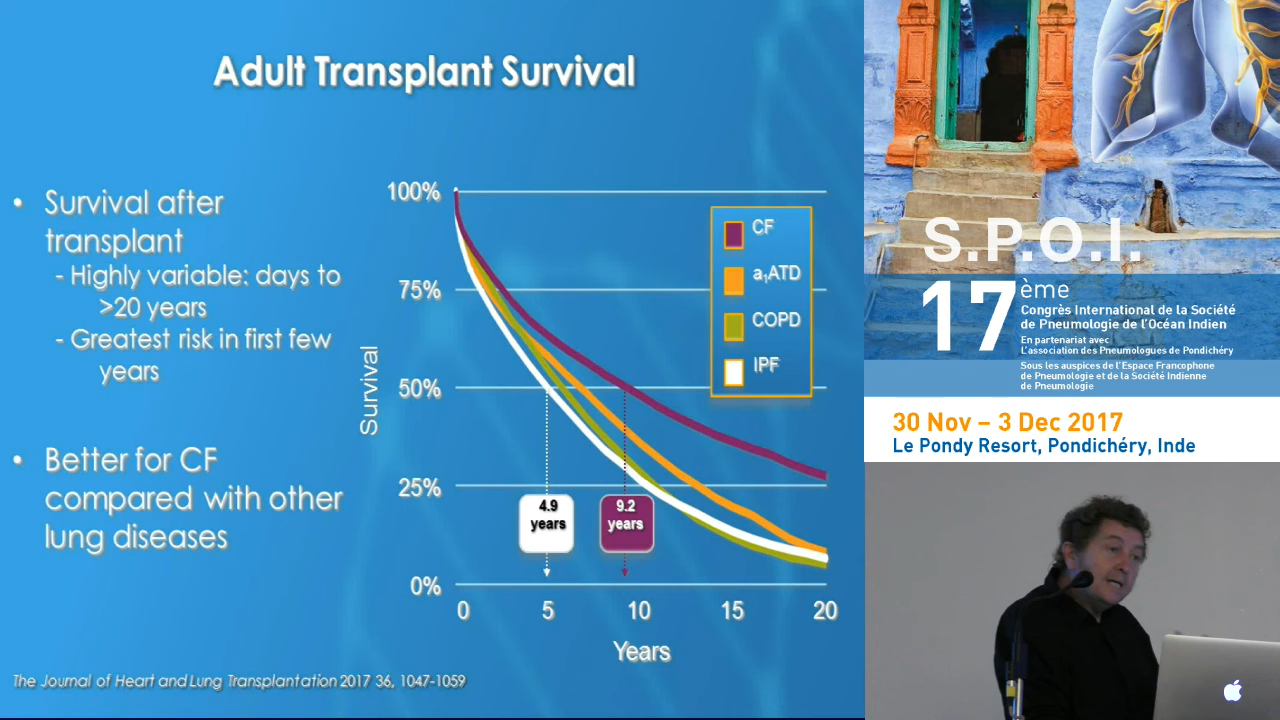 Adult Transplant Survival
• Survival after
transplant
- Highly variable: days to
>20 years
- Greatest risk in first few
years
• Better for CF
compared with other
lung diseases
100%
75%
50%
25%
0%
Survival
CF
a₁ATD
COPD
IPF
4.9
years
9.2
years
0 5 10 15 20
Years
The Journal of Heart and Lung Transplantation 2017 36, 1047-1059
S.P.O.I.
17ème
Congrès International de la Société
de Pneumologie de l'Océan Indien
En partenariat avec
L'association des Pneumologues de Pondichéry
Sous les auspices de l'Espace Francophone
de Pneumologie et de la Société Indienne
de Pneumologie
30 Nov – 3 Dec 2017
Le Pondy Resort, Pondichéry, Inde